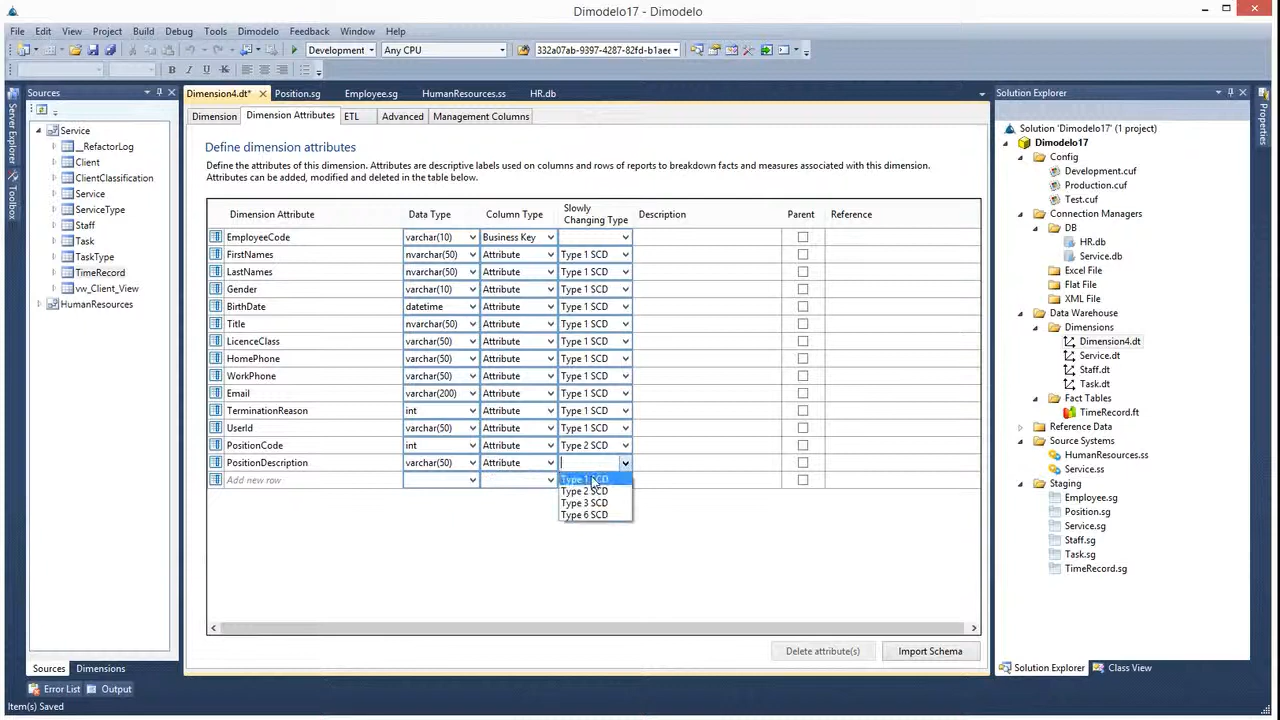 Dimodelo17 - Dimodelo
File Edit View Project Build Debug Tools Dimodelo Feedback Window Help
Development Any CPU 332a07ab-9397-4287-82fd-b1aee
B I U
Server Explorer
Toolbox
Sources
Service
__RefactorLog
Client
ClientClassification
Service
ServiceType
Staff
Task
TaskType
TimeRecord
vw_Client_View
HumanResources
Sources Dimensions
Dimension4.dt* Position.sg Employee.sg HumanResources.ss HR.db
Dimension Dimension Attributes ETL Advanced Management Columns
Define dimension attributes
Define the attributes of this dimension. Attributes are descriptive labels used on columns and rows of reports to breakdown facts and measures associated with this dimension.
Attributes can be added, modified and deleted in the table below.
Dimension Attribute Data Type Column Type Slowly Changing Type Description Parent Reference
EmployeeCode varchar(10) Business Key
FirstNames nvarchar(50) Attribute Type 1 SCD
LastNames nvarchar(50) Attribute Type 1 SCD
Gender varchar(10) Attribute Type 1 SCD
BirthDate datetime Attribute Type 1 SCD
Title nvarchar(50) Attribute Type 1 SCD
LicenceClass varchar(50) Attribute Type 1 SCD
HomePhone varchar(50) Attribute Type 1 SCD
WorkPhone varchar(50) Attribute Type 1 SCD
Email varchar(200) Attribute Type 1 SCD
TerminationReason int Attribute Type 1 SCD
UserId varchar(50) Attribute Type 1 SCD
PositionCode int Attribute Type 2 SCD
PositionDescription varchar(50) Attribute
Add new row
Type 1 SCD
Type 2 SCD
Type 3 SCD
Type 6 SCD
Delete attribute(s) Import Schema
Solution Explorer
Solution 'Dimodelo17' (1 project)
Dimodelo17
Config
Development.cuf
Production.cuf
Test.cuf
Connection Managers
DB
HR.db
Service.db
Excel File
Flat File
XML File
Data Warehouse
Dimensions
Dimension4.dt
Service.dt
Staff.dt
Task.dt
Fact Tables
TimeRecord.ft
Reference Data
Source Systems
HumanResources.ss
Service.ss
Staging
Employee.sg
Position.sg
Service.sg
Staff.sg
Task.sg
TimeRecord.sg
Solution Explorer Class View
Properties
Error List Output
Item(s) Saved